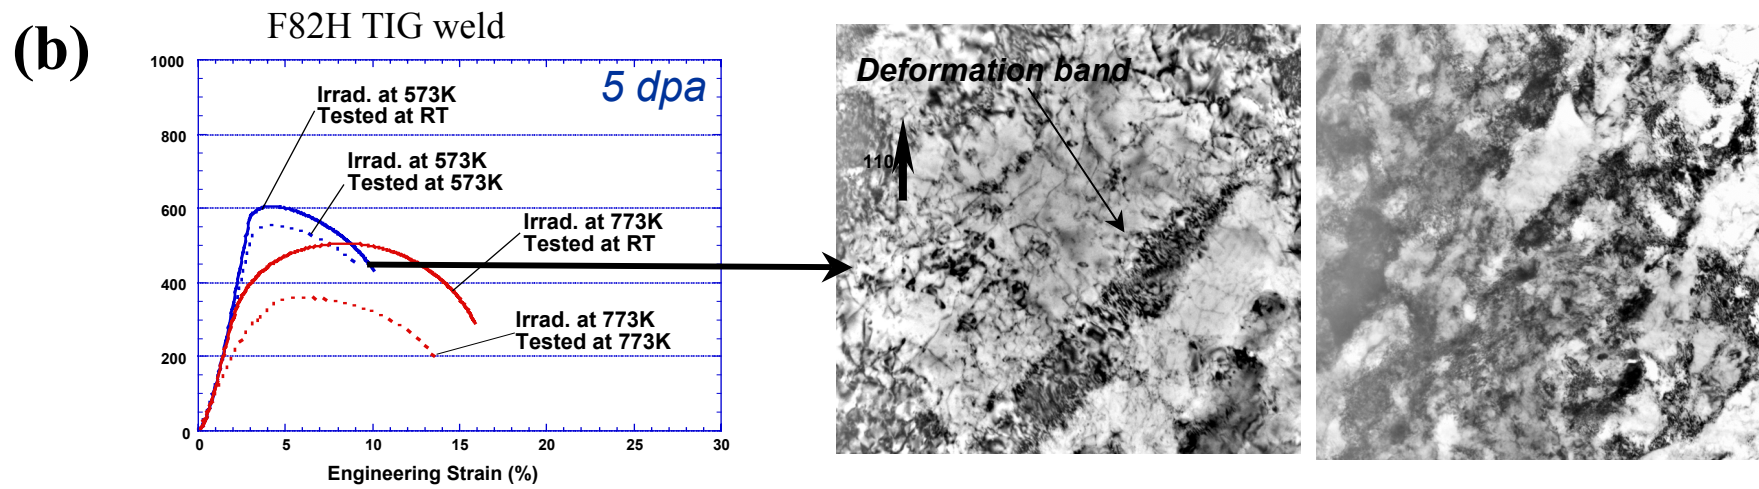 (b)
F82H TIG weld
5 dpa
1000
800
600
400
200
0
Irrad. at 573K
Tested at RT
Irrad. at 573K
Tested at 573K
Irrad. at 773K
Tested at RT
Irrad. at 773K
Tested at 773K
0 5 10 15 20 25 30
Engineering Strain (%)
Deformation band
110